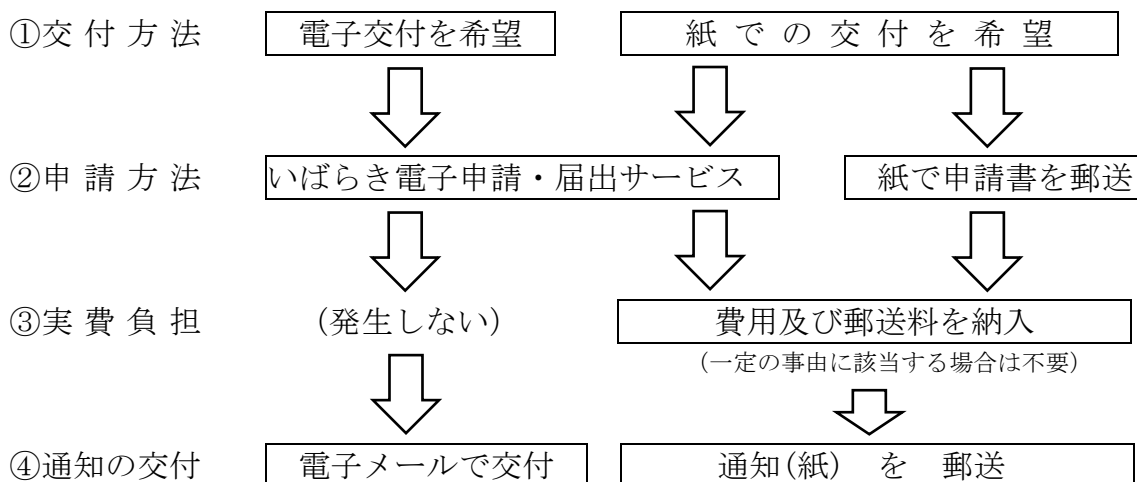 ①交付方法 電子交付を希望 紙での交付を希望
②申請方法 いばらき電子申請・届出サービス 紙で申請書を郵送
③実費負担 (発生しない) 費用及び郵送料を納入
(一定の事由に該当する場合は不要)
④通知の交付 電子メールで交付 通知(紙) を 郵送